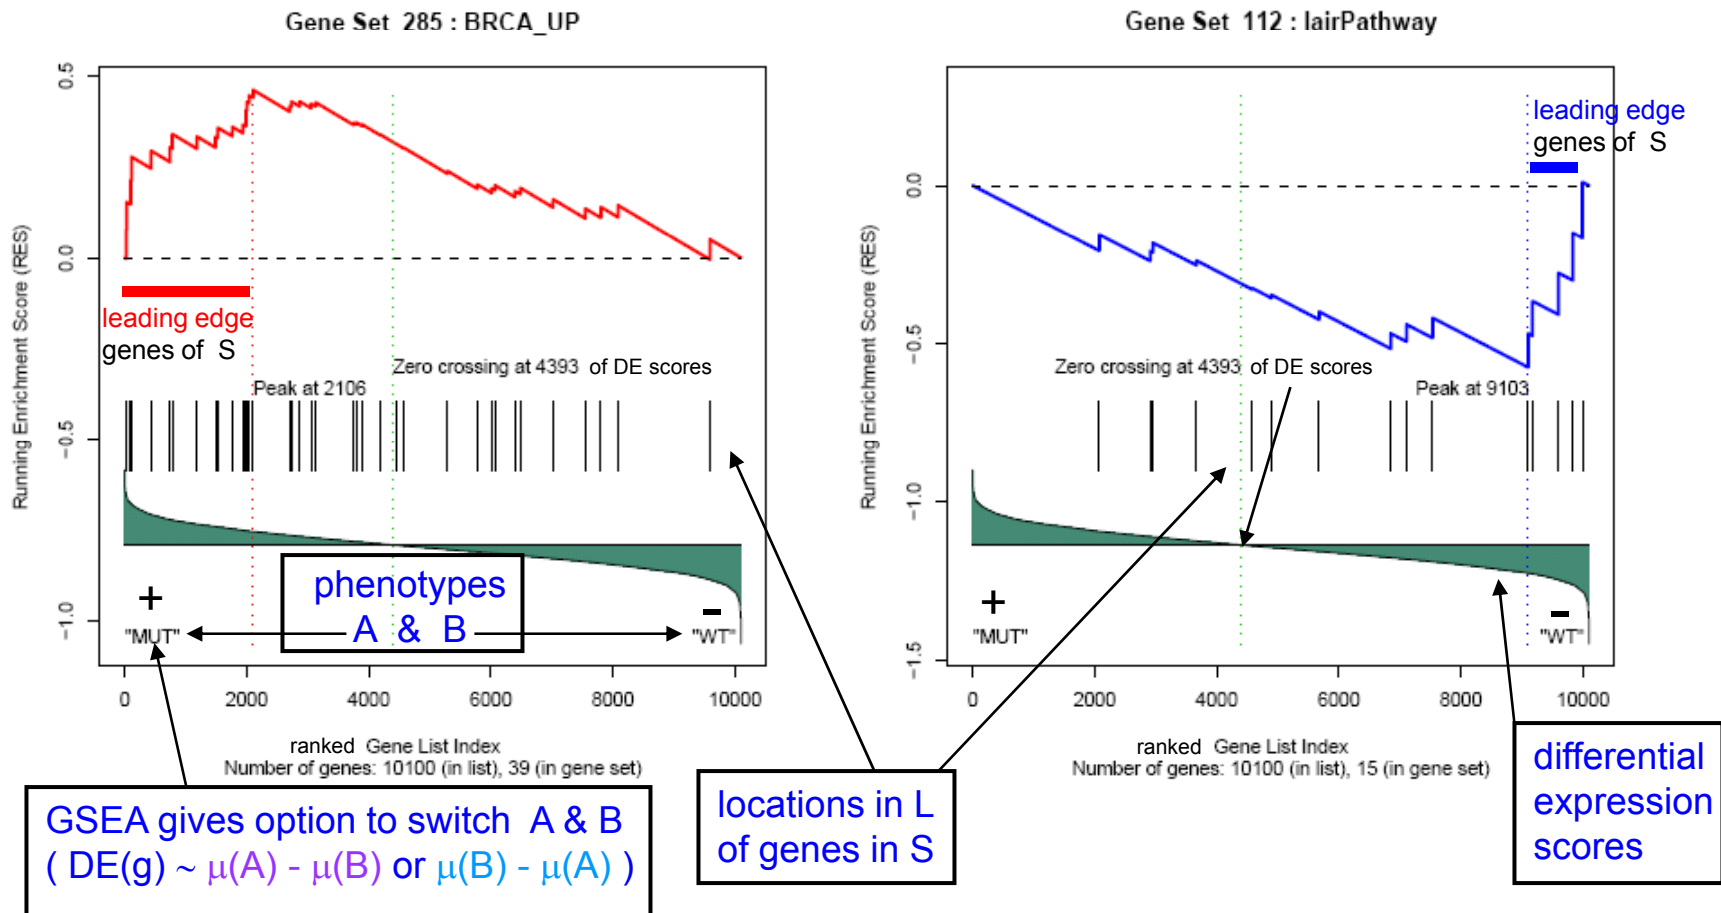 Gene Set 285 : BRCA_UP
Running Enrichment Score (RES)
0.5
0.0
-0.5
-1.0
leading edge
genes of S
Zero crossing at 4393 of DE scores
Peak at 2106
+
-
"MUT"
"WT"
phenotypes
A & B
0 2000 4000 6000 8000 10000
ranked Gene List Index
Number of genes: 10100 (in list), 39 (in gene set)
GSEA gives option to switch A & B
( DE(g) ~ μ(A) - μ(B) or μ(B) - μ(A) )
Gene Set 112 : lairPathway
Running Enrichment Score (RES)
0.0
-0.5
-1.0
-1.5
leading edge
genes of S
Zero crossing at 4393 of DE scores
Peak at 9103
+
-
"MUT"
"WT"
0 2000 4000 6000 8000 10000
ranked Gene List Index
Number of genes: 10100 (in list), 15 (in gene set)
locations in L
of genes in S
differential
expression
scores